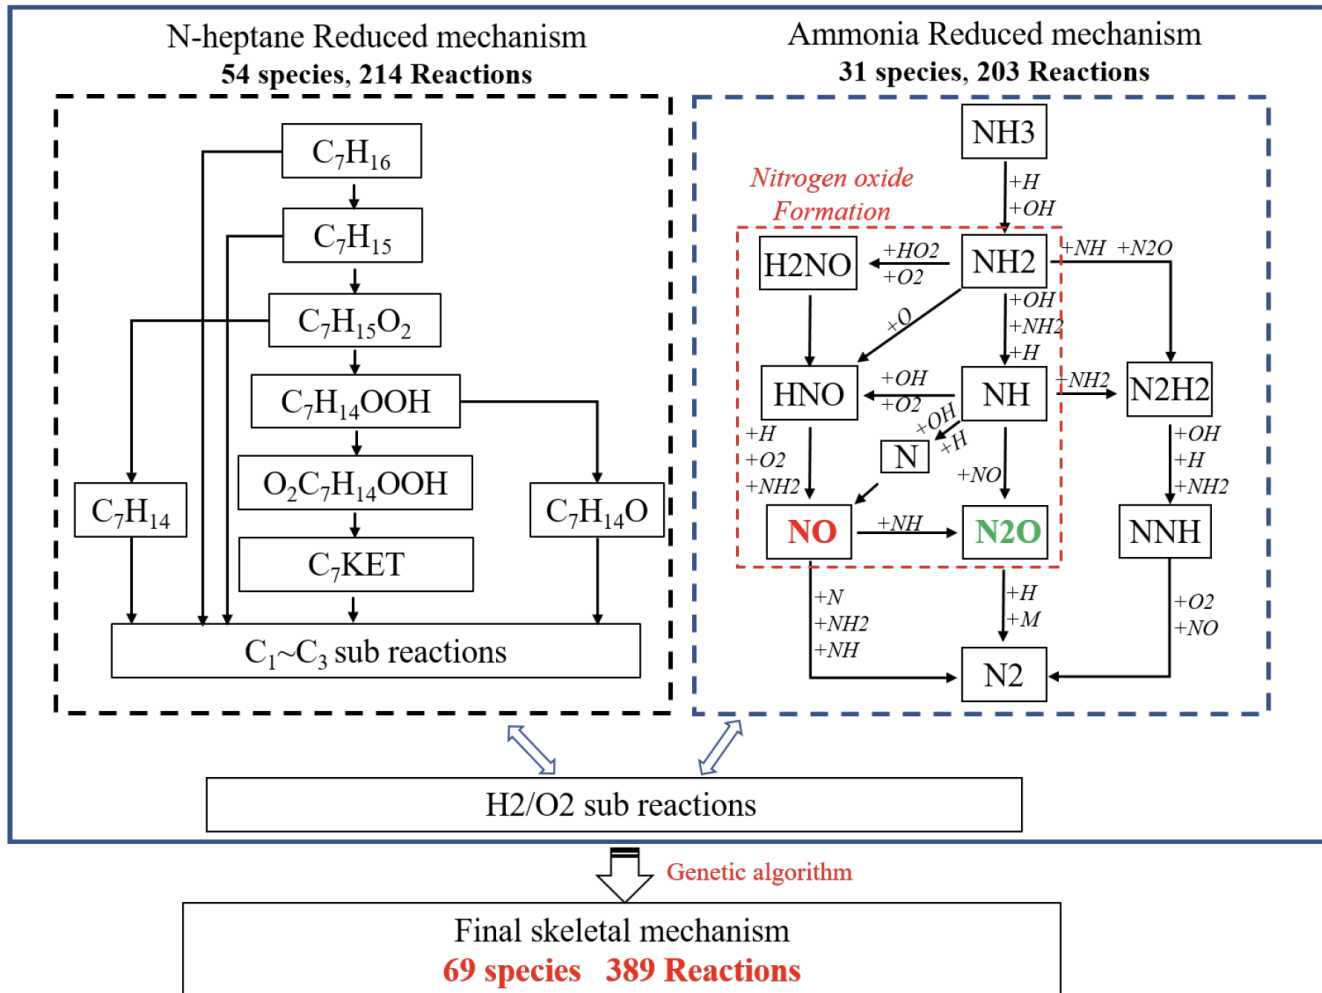 N-heptane Reduced mechanism
54 species, 214 Reactions
C₇H₁₆
C₇H₁₅
C₇H₁₅O₂
C₇H₁₄OOH
O₂C₇H₁₄OOH
C₇H₁₄
C₇H₁₄O
C₇KET
C₁~C₃ sub reactions
Ammonia Reduced mechanism
31 species, 203 Reactions
NH3
+H
+OH
Nitrogen oxide
Formation
H2NO
+HO2
+O2
NH2
+NH +N2O
+O
+OH
+NH2
+H
HNO
+OH
+O2
NH
+NH2
N2H2
+OH
+H
N
+H
+O2
+NH2
+NO
+OH
+H
+NH2
NO
+NH
N2O
NNH
+N
+NH2
+NH
+H
+M
+O2
+NO
N2
H2/O2 sub reactions
Genetic algorithm
Final skeletal mechanism
69 species 389 Reactions